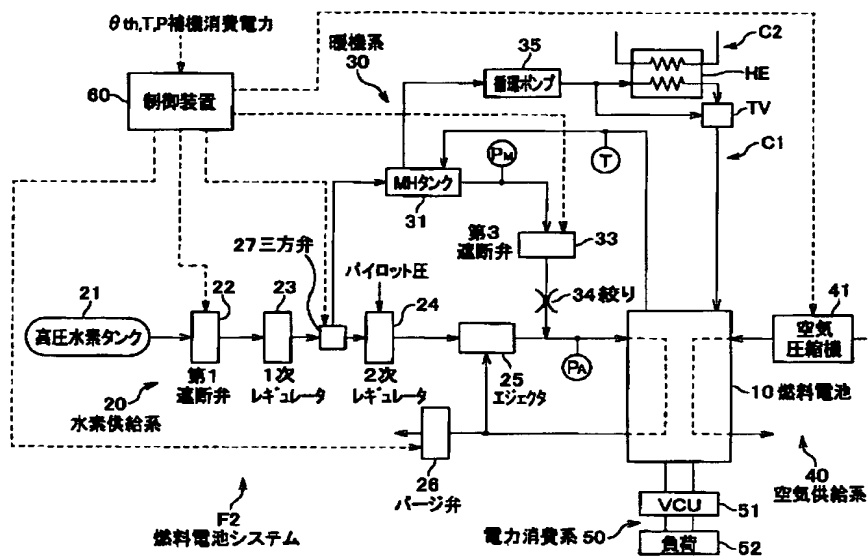 θth,T,P補機消費電力
暖機系
30
35
循環ポンプ
C2
HE
TV
C1
60
制御装置
PM
T
MHタンク
31
第3
遮断弁
33
27三方弁
パイロット圧
34絞り
41
空気
圧縮機
21
高圧水素タンク
22
23
24
第1
遮断弁
1次
レギュレータ
2次
レギュレータ
25
エジェクタ
PA
10燃料電池
20
水素供給系
26
パージ弁
40
空気供給系
F2
燃料電池システム
電力消費系 50
VCU
51
負荷
52